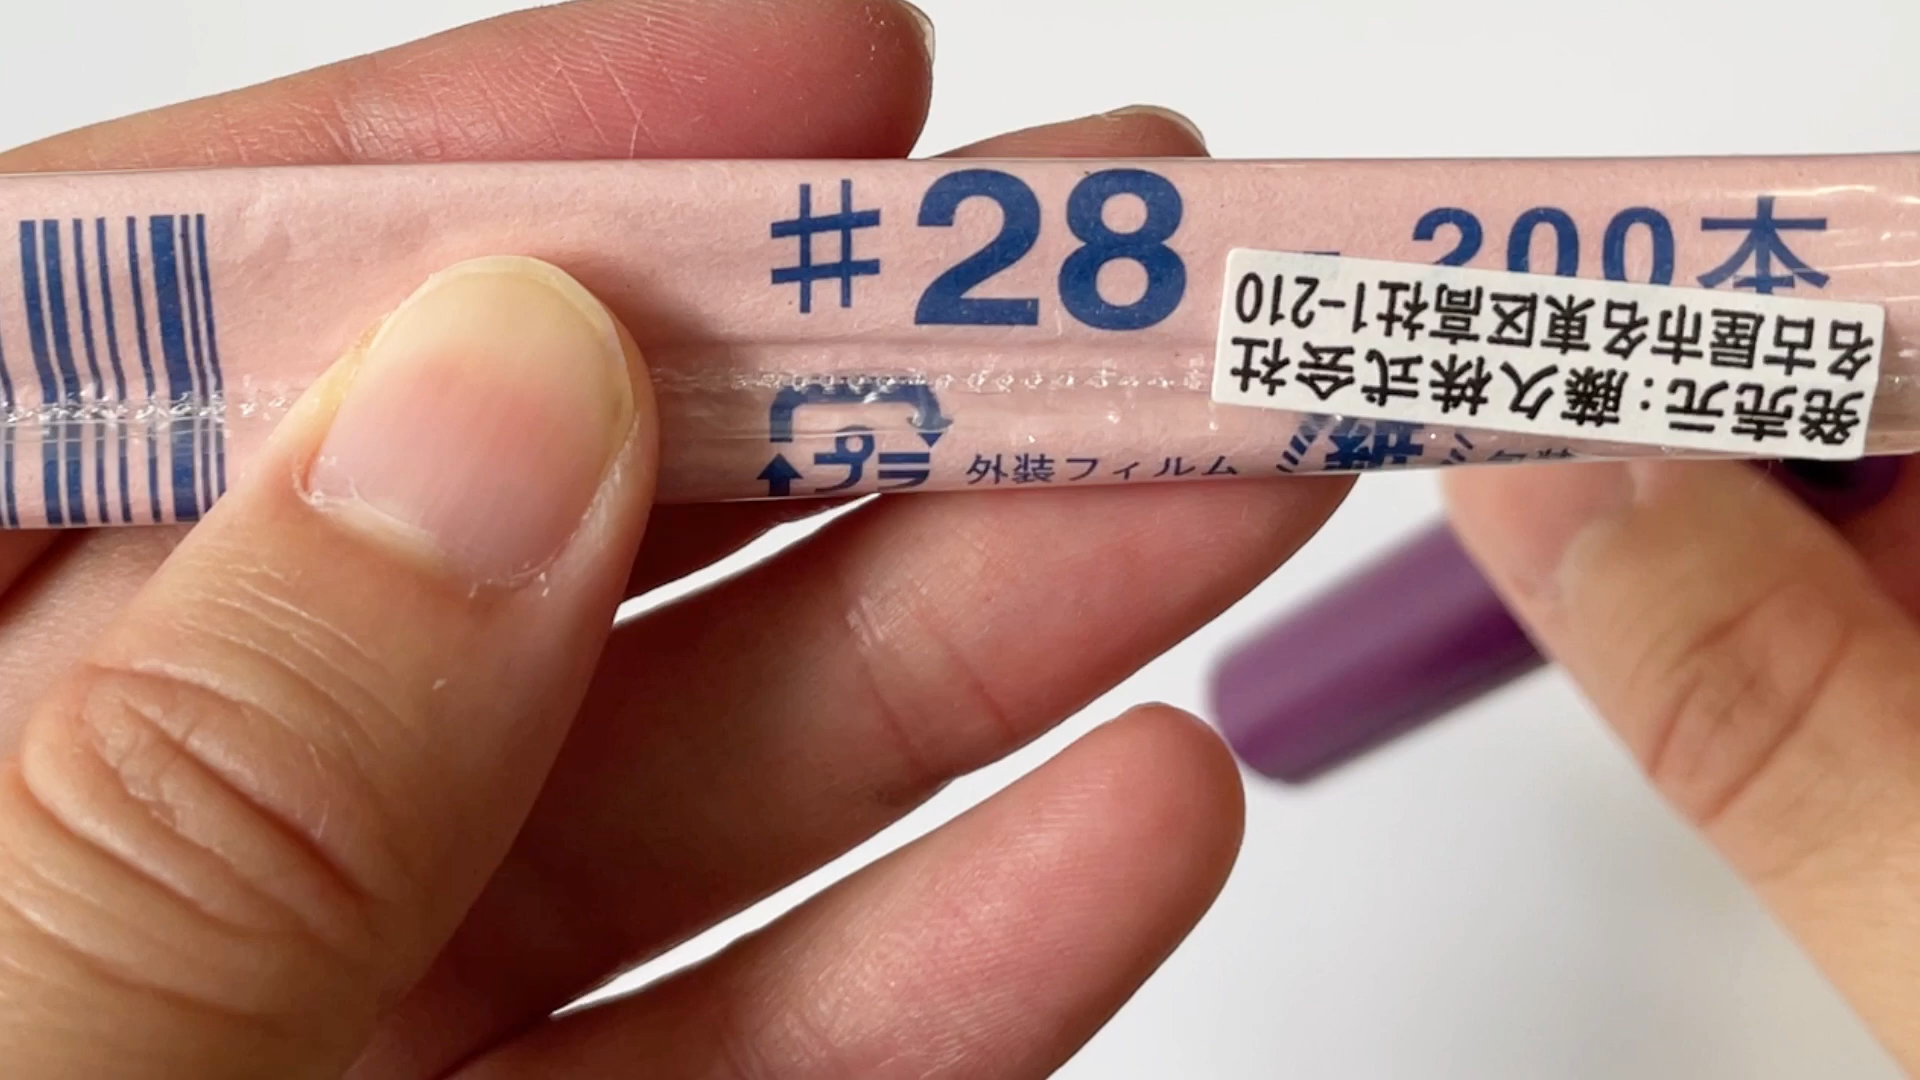 #28 - 200本
発売元:藤久株式会社
名古屋市名東区高社1-210
プラ 外装フィルム